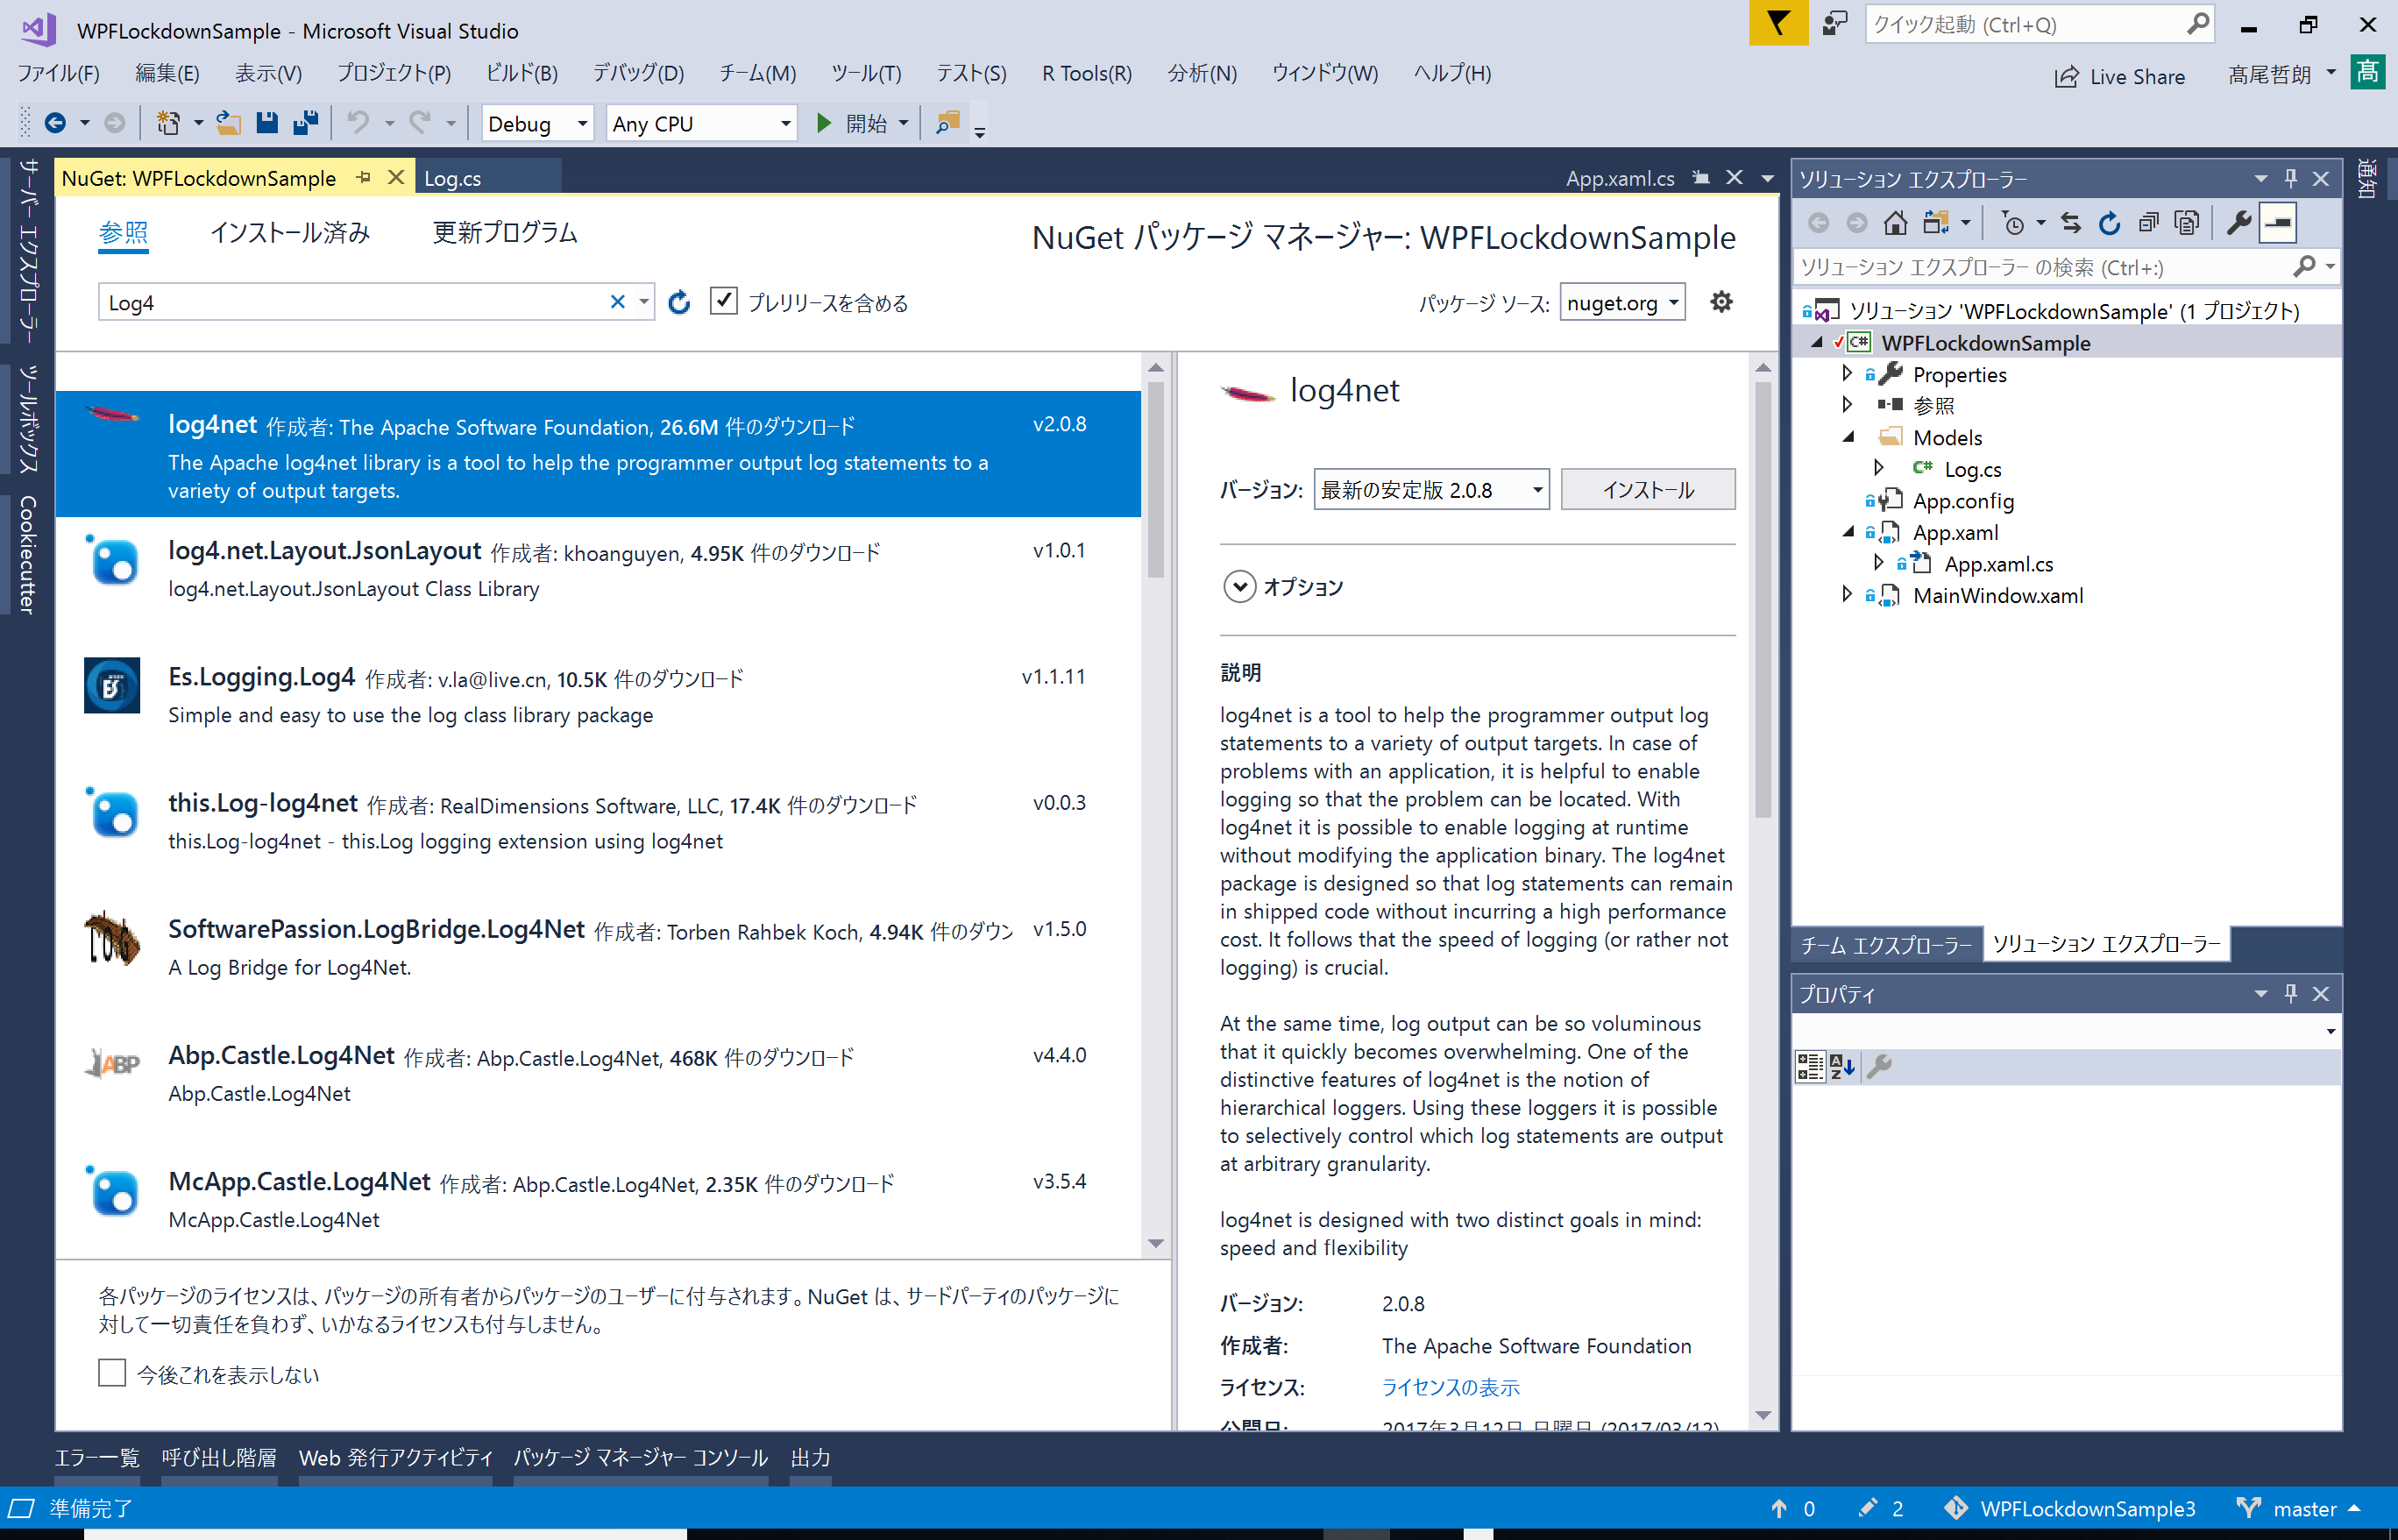 WPFLockdownSample - Microsoft Visual Studio
クイック起動 (Ctrl+Q)
ファイル(F) 編集(E) 表示(V) プロジェクト(P) ビルド(B) デバッグ(D) チーム(M) ツール(T) テスト(S) R Tools(R) 分析(N) ウィンドウ(W) ヘルプ(H)
Live Share 髙尾哲朗 髙
Debug Any CPU 開始
サーバー エクスプローラー
ツールボックス
Cookiecutter
NuGet: WPFLockdownSample Log.cs App.xaml.cs
参照 インストール済み 更新プログラム
NuGet パッケージ マネージャー: WPFLockdownSample
Log4 プレリリースを含める
パッケージ ソース: nuget.org
log4net 作成者: The Apache Software Foundation, 26.6M 件のダウンロード v2.0.8
The Apache log4net library is a tool to help the programmer output log statements to a
variety of output targets.
log4.net.Layout.JsonLayout 作成者: khoanguyen, 4.95K 件のダウンロード v1.0.1
log4.net.Layout.JsonLayout Class Library
Es.Logging.Log4 作成者: v.la@live.cn, 10.5K 件のダウンロード v1.1.11
Simple and easy to use the log class library package
this.Log-log4net 作成者: RealDimensions Software, LLC, 17.4K 件のダウンロード v0.0.3
this.Log-log4net - this.Log logging extension using log4net
LOG
SoftwarePassion.LogBridge.Log4Net 作成者: Torben Rahbek Koch, 4.94K 件のダウン v1.5.0
A Log Bridge for Log4Net.
ABP
Abp.Castle.Log4Net 作成者: Abp.Castle.Log4Net, 468K 件のダウンロード v4.4.0
Abp.Castle.Log4Net
McApp.Castle.Log4Net 作成者: Abp.Castle.Log4Net, 2.35K 件のダウンロード v3.5.4
McApp.Castle.Log4Net
各パッケージのライセンスは、パッケージの所有者からパッケージのユーザーに付与されます。NuGet は、サードパーティのパッケージに
対して一切責任を負わず、いかなるライセンスも付与しません。
今後これを表示しない
log4net
バージョン: 最新の安定版 2.0.8 インストール
オプション
説明
log4net is a tool to help the programmer output log
statements to a variety of output targets. In case of
problems with an application, it is helpful to enable
logging so that the problem can be located. With
log4net it is possible to enable logging at runtime
without modifying the application binary. The log4net
package is designed so that log statements can remain
in shipped code without incurring a high performance
cost. It follows that the speed of logging (or rather not
logging) is crucial.
At the same time, log output can be so voluminous
that it quickly becomes overwhelming. One of the
distinctive features of log4net is the notion of
hierarchical loggers. Using these loggers it is possible
to selectively control which log statements are output
at arbitrary granularity.
log4net is designed with two distinct goals in mind:
speed and flexibility
バージョン: 2.0.8
作成者: The Apache Software Foundation
ライセンス: ライセンスの表示
公開日: 2017年3月12日 日曜日 (2017/03/12)
ソリューション エクスプローラー
ソリューション エクスプローラー の検索 (Ctrl+:)
ソリューション 'WPFLockdownSample' (1 プロジェクト)
C# WPFLockdownSample
Properties
参照
Models
C# Log.cs
App.config
App.xaml
App.xaml.cs
MainWindow.xaml
チーム エクスプローラー ソリューション エクスプローラー
プロパティ
通知
エラー一覧 呼び出し階層 Web 発行アクティビティ パッケージ マネージャー コンソール 出力
準備完了 0 2 WPFLockdownSample3 master